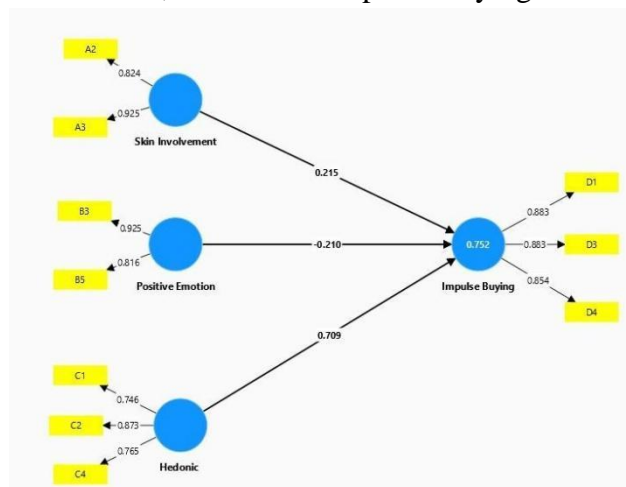 A2
0.824
A3
0.925
Skin Involvement
0.215
B3
0.925
B5
0.816
Positive Emotion
-0.210
D1
0.883
0.752
0.883
D3
Impulse Buying
0.854
D4
0.709
C1
0.746
C2
0.873
0.765
C4
Hedonic